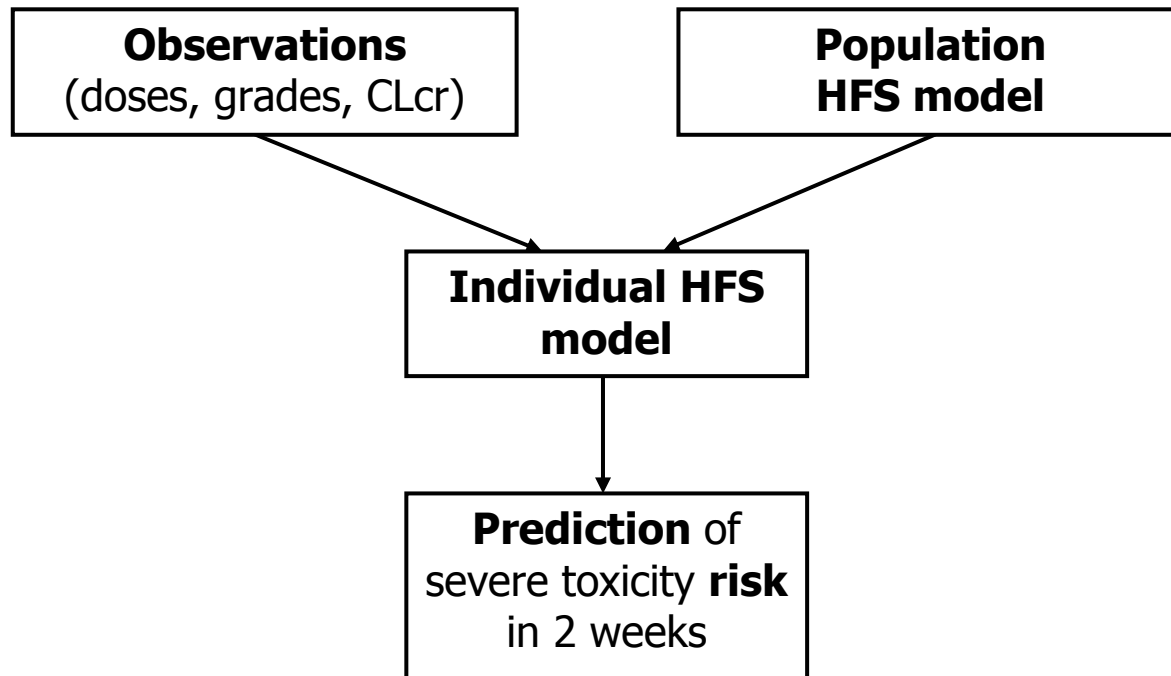 Observations
(doses, grades, CLcr)
Population
HFS model
Individual HFS
model
Prediction of
severe toxicity risk
in 2 weeks